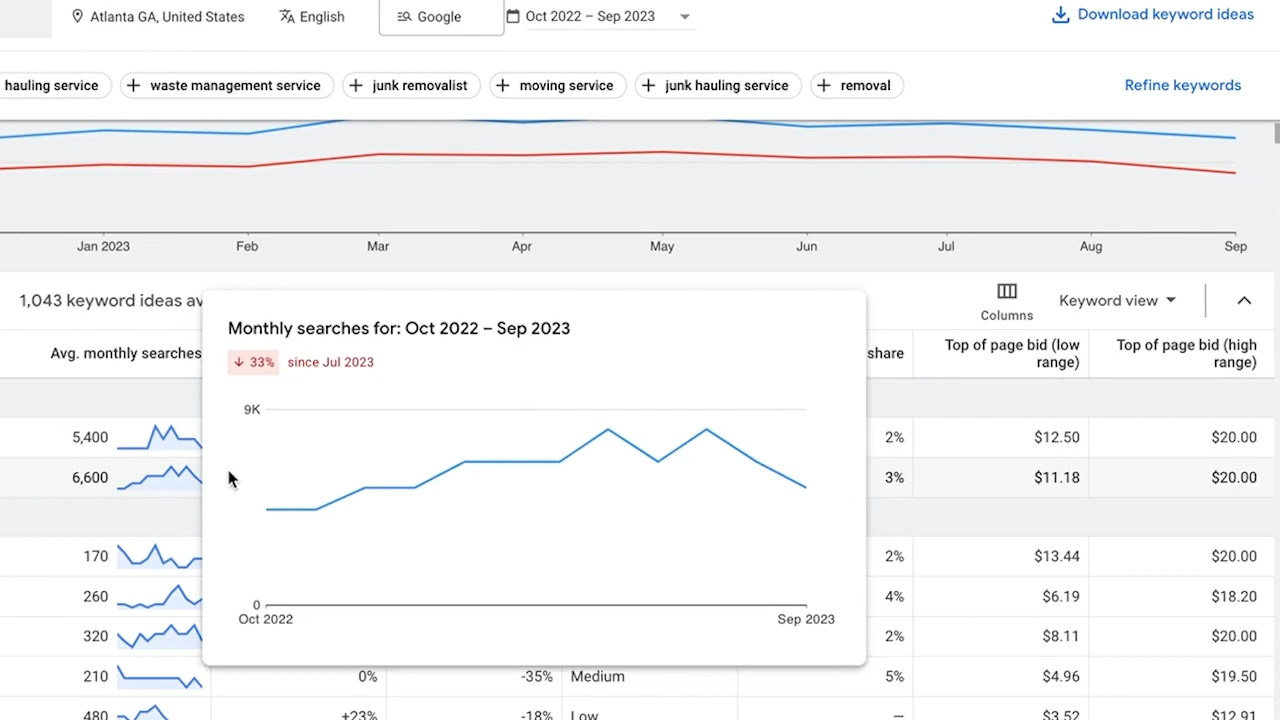 Atlanta GA, United States English Google Oct 2022 – Sep 2023 Download keyword ideas
hauling service waste management service junk removalist moving service junk hauling service removal Refine keywords
Jan 2023 Feb Mar Apr May Jun Jul Aug Sep
1,043 keyword ideas av Columns Keyword view
Avg. monthly searches share Top of page bid (low range) Top of page bid (high range)
Monthly searches for: Oct 2022 – Sep 2023
33% since Jul 2023
9K
0
Oct 2022 Sep 2023
5,400 2% $12.50 $20.00
6,600 3% $11.18 $20.00
170 2% $13.44 $20.00
260 4% $6.19 $18.20
320 2% $8.11 $20.00
210 0% -35% Medium 5% $4.96 $19.50
480 +23% -18% Low – $3.52 $12.91